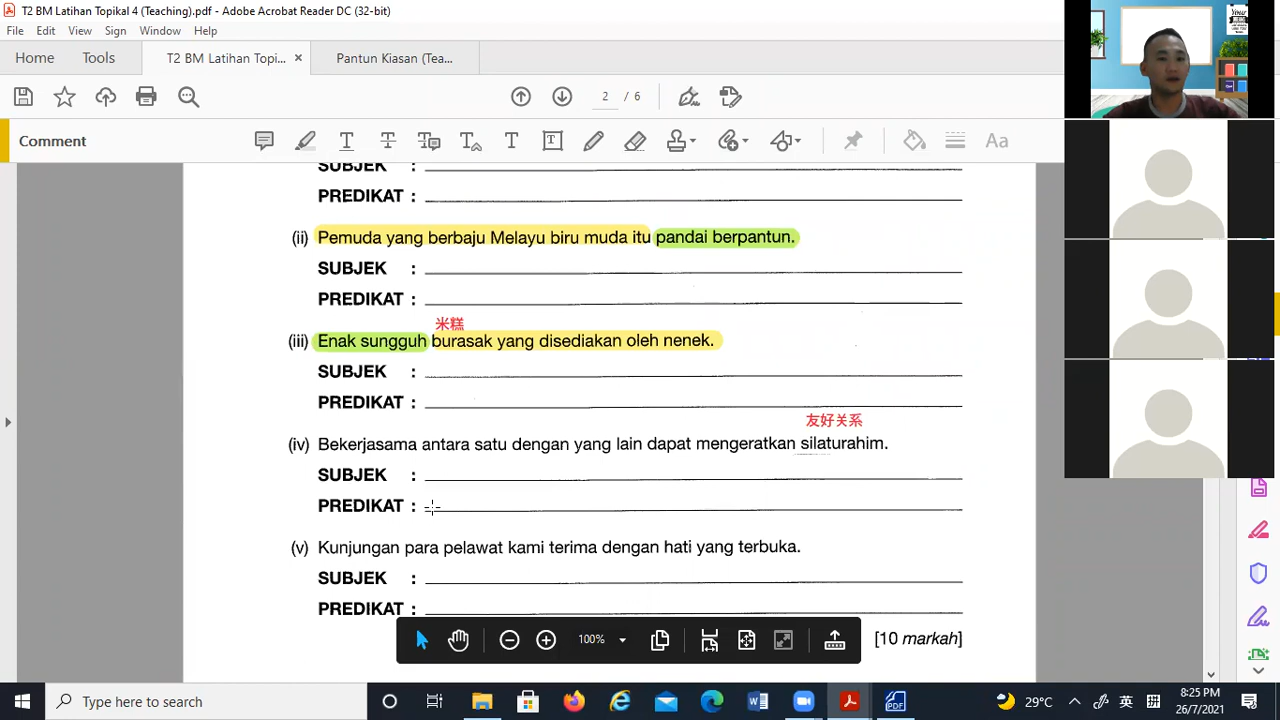 T2 BM Latihan Topikal 4 (Teaching).pdf - Adobe Acrobat Reader DC (32-bit)
File Edit View Sign Window Help
Home Tools T2 BM Latihan Topi... × Pantun Kiasan (Tea...
2 / 6
Comment
SUBJEK :
PREDIKAT :
(ii) Pemuda yang berbaju Melayu biru muda itu pandai berpantun.
SUBJEK :
PREDIKAT :
米糕
(iii) Enak sungguh burasak yang disediakan oleh nenek.
SUBJEK :
PREDIKAT :
友好关系
(iv) Bekerjasama antara satu dengan yang lain dapat mengeratkan silaturahim.
SUBJEK :
PREDIKAT :
(v) Kunjungan para pelawat kami terima dengan hati yang terbuka.
SUBJEK :
PREDIKAT :
100%
[10 markah]
Type here to search
29°C
英
拼
8:25 PM
26/7/2021